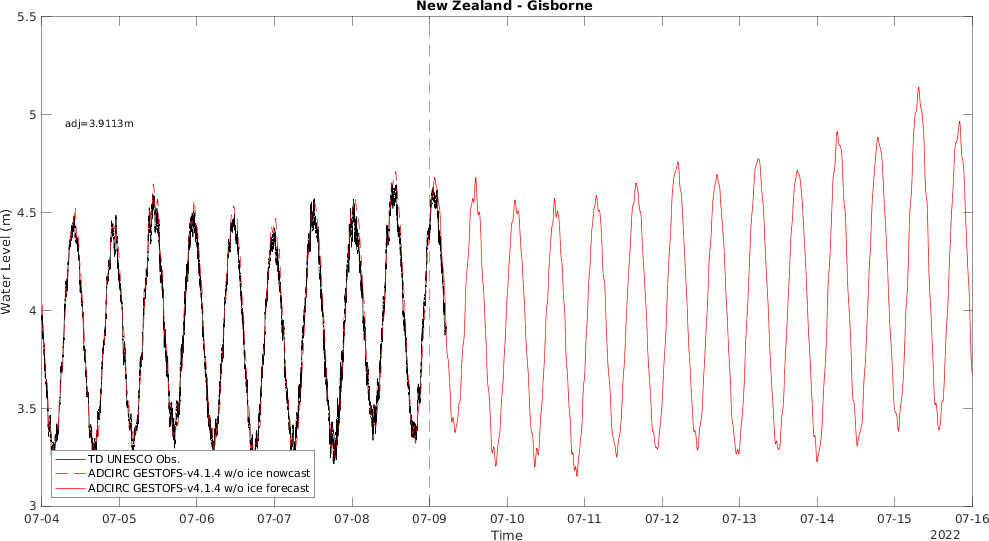 New Zealand - Gisborne
5.5
5
4.5
4
3.5
3
Water Level (m)
adj=3.9113m
TD UNESCO Obs.
ADCIRC GESTOFS-v4.1.4 w/o ice nowcast
ADCIRC GESTOFS-v4.1.4 w/o ice forecast
07-04 07-05 07-06 07-07 07-08 07-09 07-10 07-11 07-12 07-13 07-14 07-15 07-16
Time
2022